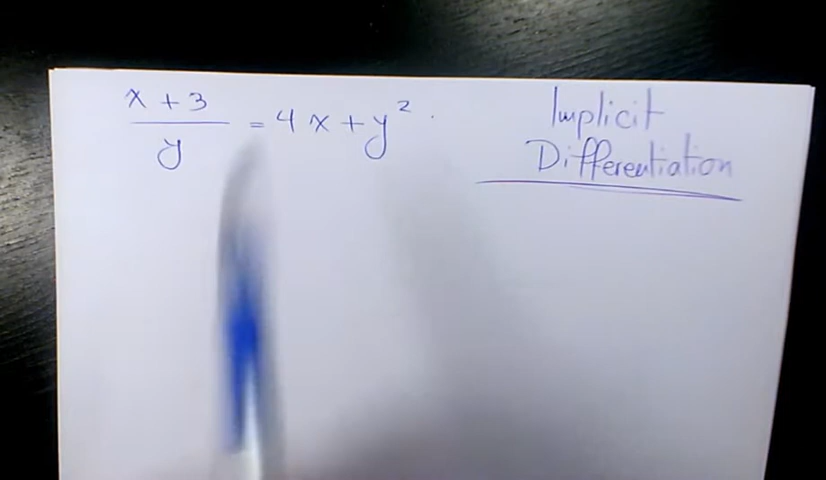 x + 3
y
= 4x + y²
Implicit
Differentiation